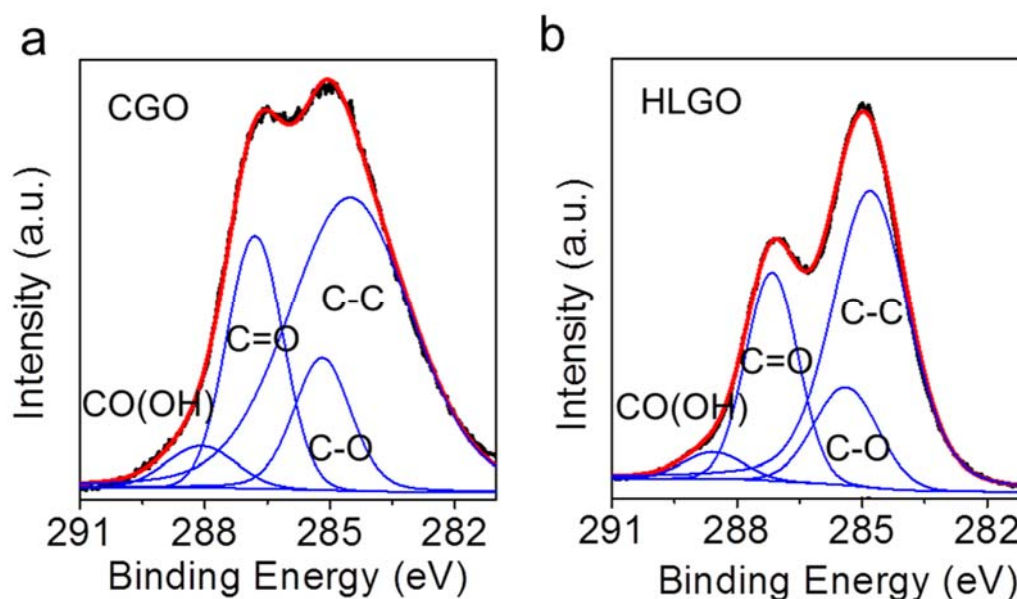 a
CGO
C-C
C=O
CO(OH)
C-O
Intensity (a.u.)
291 288 285 282
Binding Energy (eV)
b
HLGO
C-C
C=O
CO(OH)
C-O
Intensity (a.u.)
291 288 285 282
Binding Energy (eV)